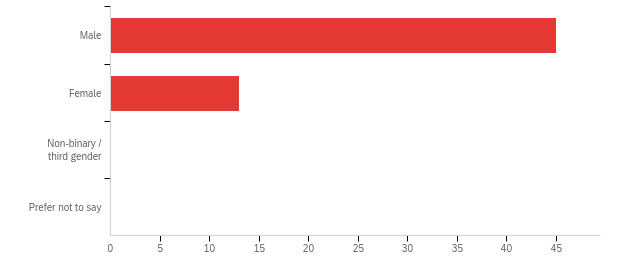 Male
Female
Non-binary /
third gender
Prefer not to say
0 5 10 15 20 25 30 35 40 45